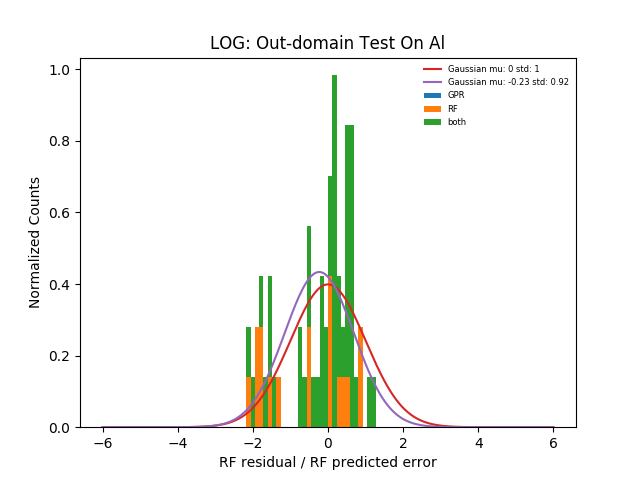 LOG: Out-domain Test On Al
Normalized Counts
1.0
0.8
0.6
0.4
0.2
0.0
Gaussian mu: 0 std: 1
Gaussian mu: -0.23 std: 0.92
GPR
RF
both
−6 −4 −2 0 2 4 6
RF residual / RF predicted error